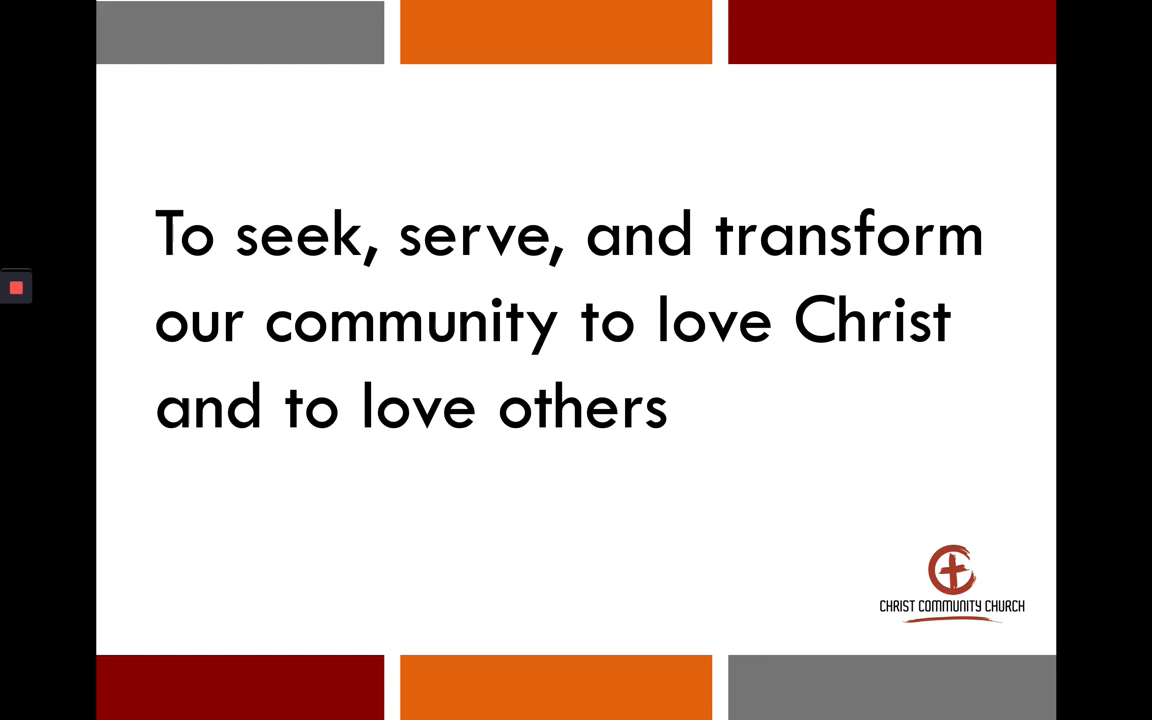 To seek, serve, and transform
our community to love Christ
and to love others
CHRIST COMMUNITY CHURCH